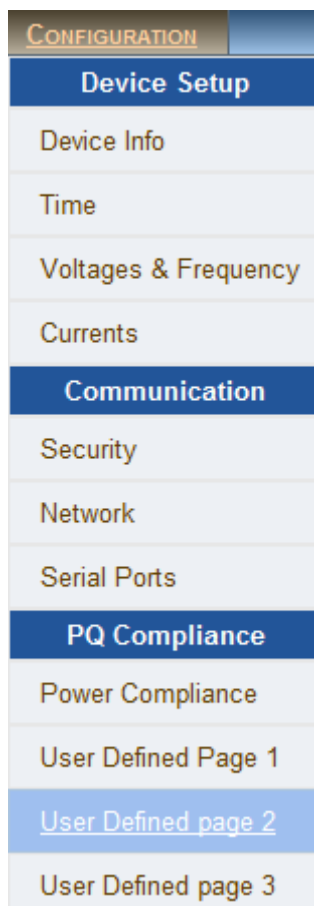 CONFIGURATION
Device Setup
Device Info
Time
Voltages & Frequency
Currents
Communication
Security
Network
Serial Ports
PQ Compliance
Power Compliance
User Defined Page 1
User Defined page 2
User Defined page 3